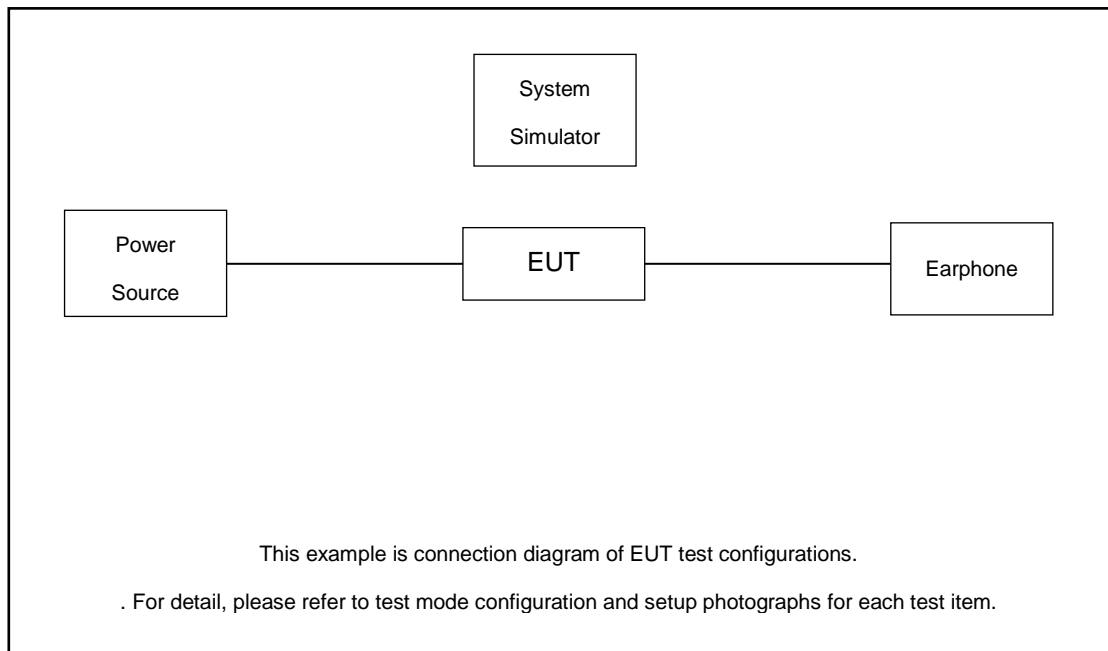 System
Simulator
Power
Source
EUT
Earphone
This example is connection diagram of EUT test configurations.
. For detail, please refer to test mode configuration and setup photographs for each test item.